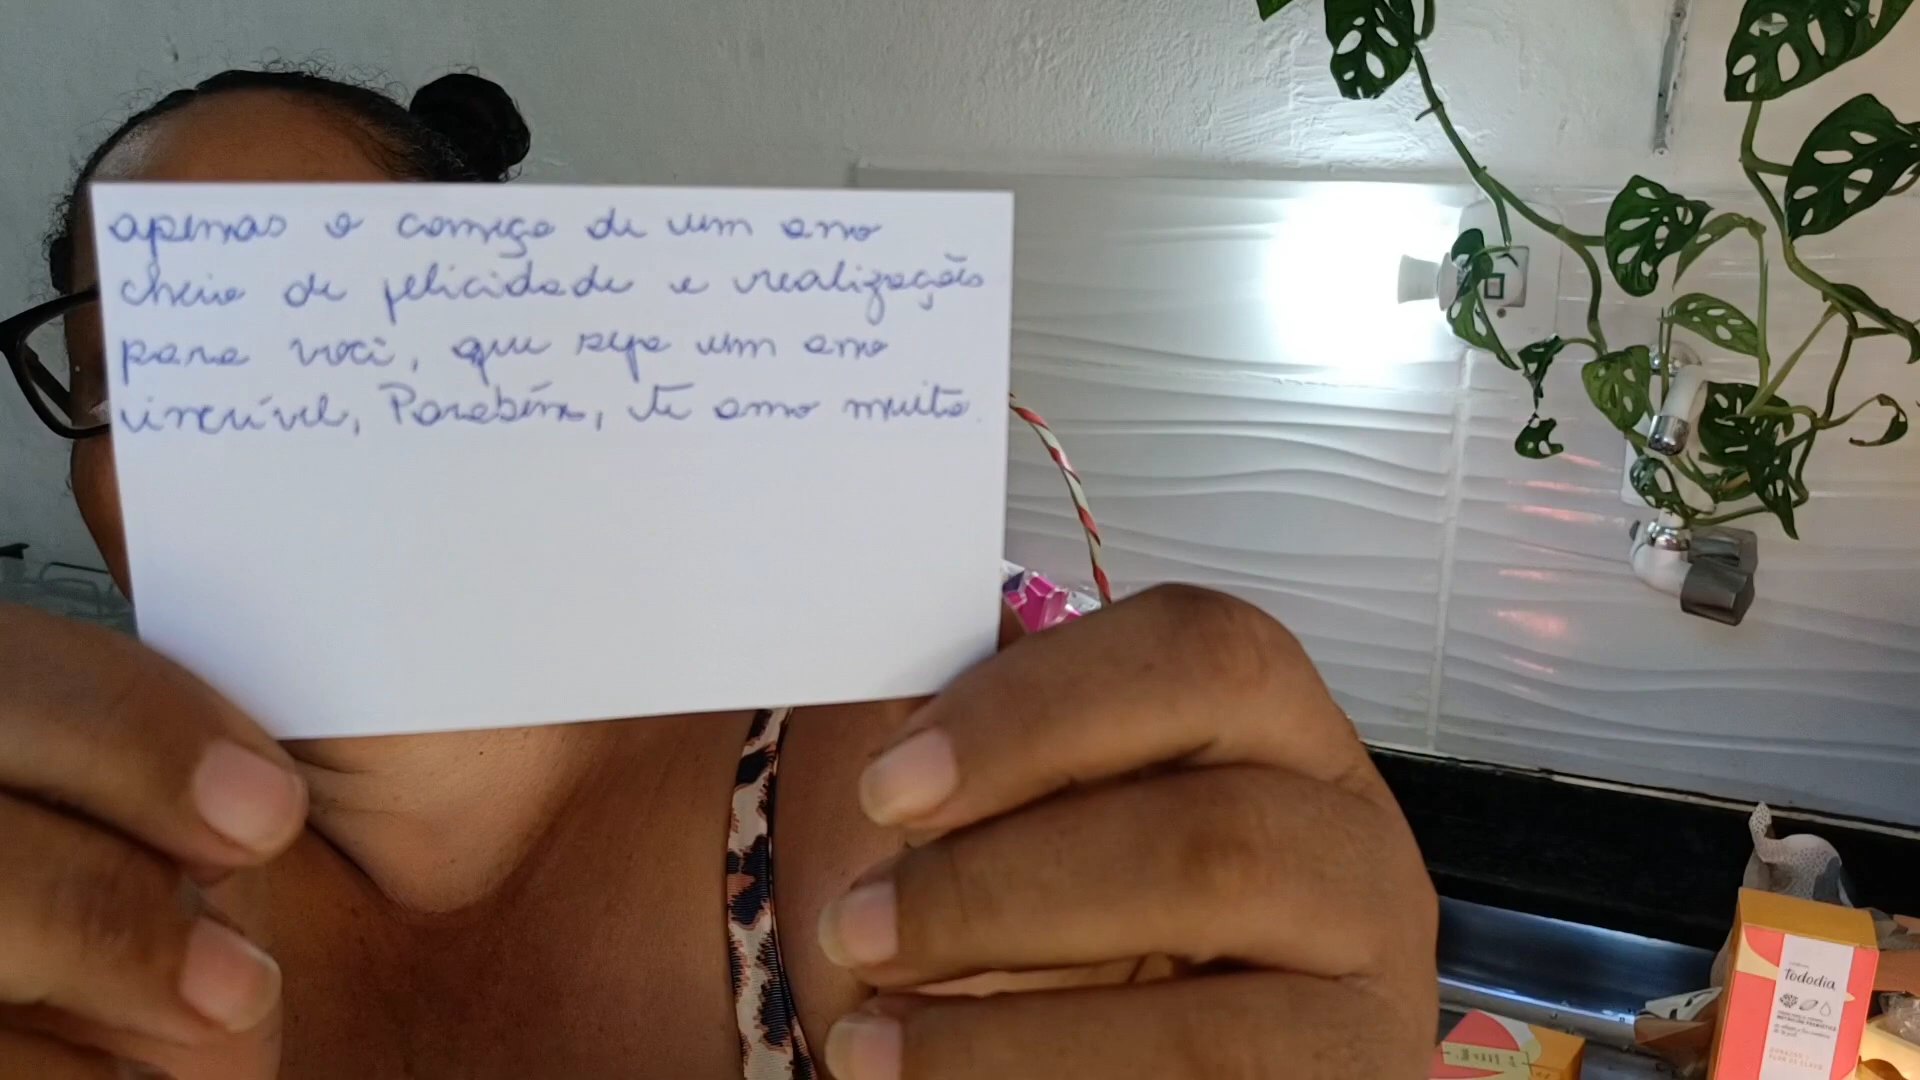 apenas o começo de um ano
cheio de felicidade e realizações
para você, que seja um ano
incrível, Parabéns, te amo muito.
tododia